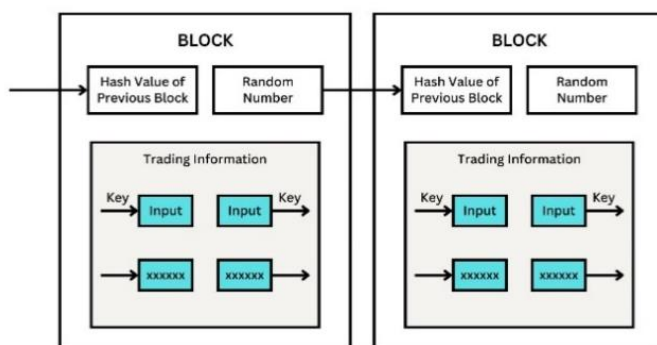 BLOCK
Hash Value of
Previous Block
Random
Number
Trading Information
Key
Input
Input
Key
xxxxxx
xxxxxx
BLOCK
Hash Value of
Previous Block
Random
Number
Trading Information
Key
Input
Input
Key
xxxxxx
xxxxxx